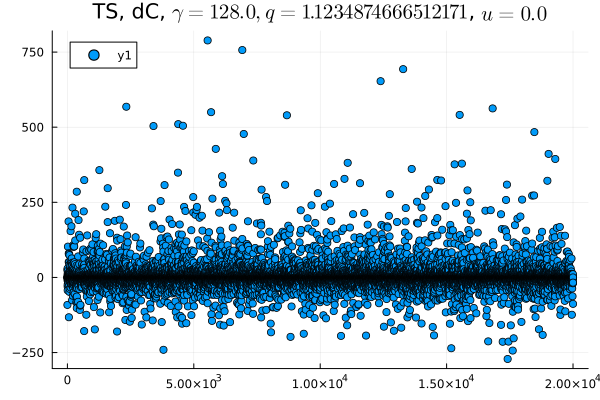 TS, dC, γ = 128.0, q = 1.1234874666512171, u = 0.0
y1
750
500
250
0
−250
0 5.00×10³ 1.00×10⁴ 1.50×10⁴ 2.00×10⁴